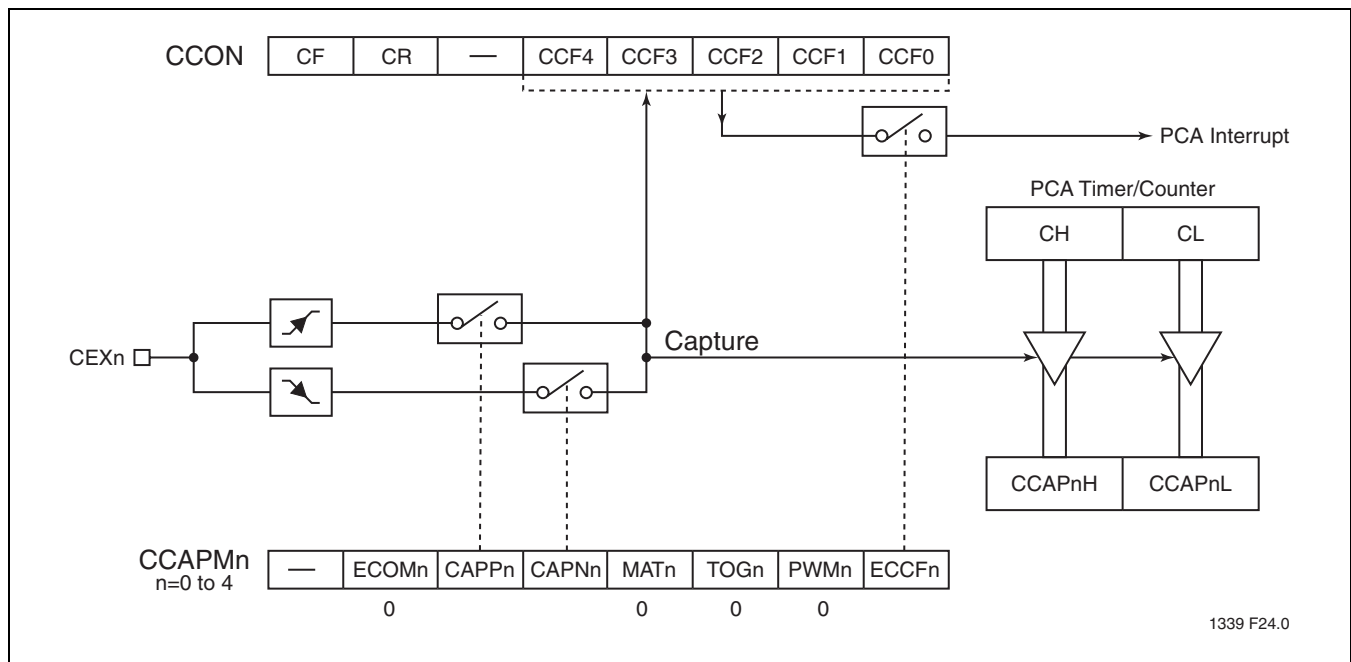 CCON CF CR — CCF4 CCF3 CCF2 CCF1 CCF0
PCA Interrupt
PCA Timer/Counter
CH CL
CEXn
Capture
CCAPnH CCAPnL
CCAPMn
n=0 to 4
— ECOMn CAPPn CAPNn MATn TOGn PWMn ECCFn
0 0 0 0
1339 F24.0